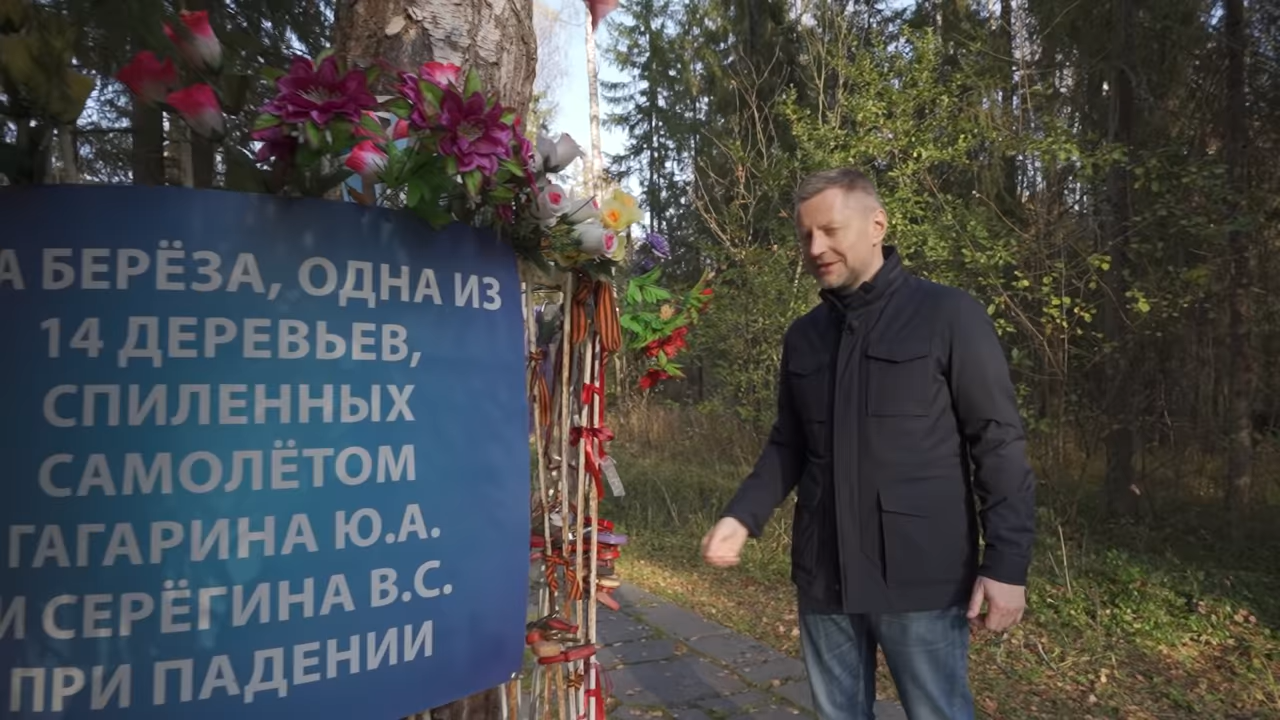 А БЕРЁЗА, ОДНА ИЗ
14 ДЕРЕВЬЕВ,
СПИЛЕННЫХ
САМОЛЁТОМ
ГАГАРИНА Ю.А.
И СЕРЁГИНА В.С.
ПРИ ПАДЕНИИ